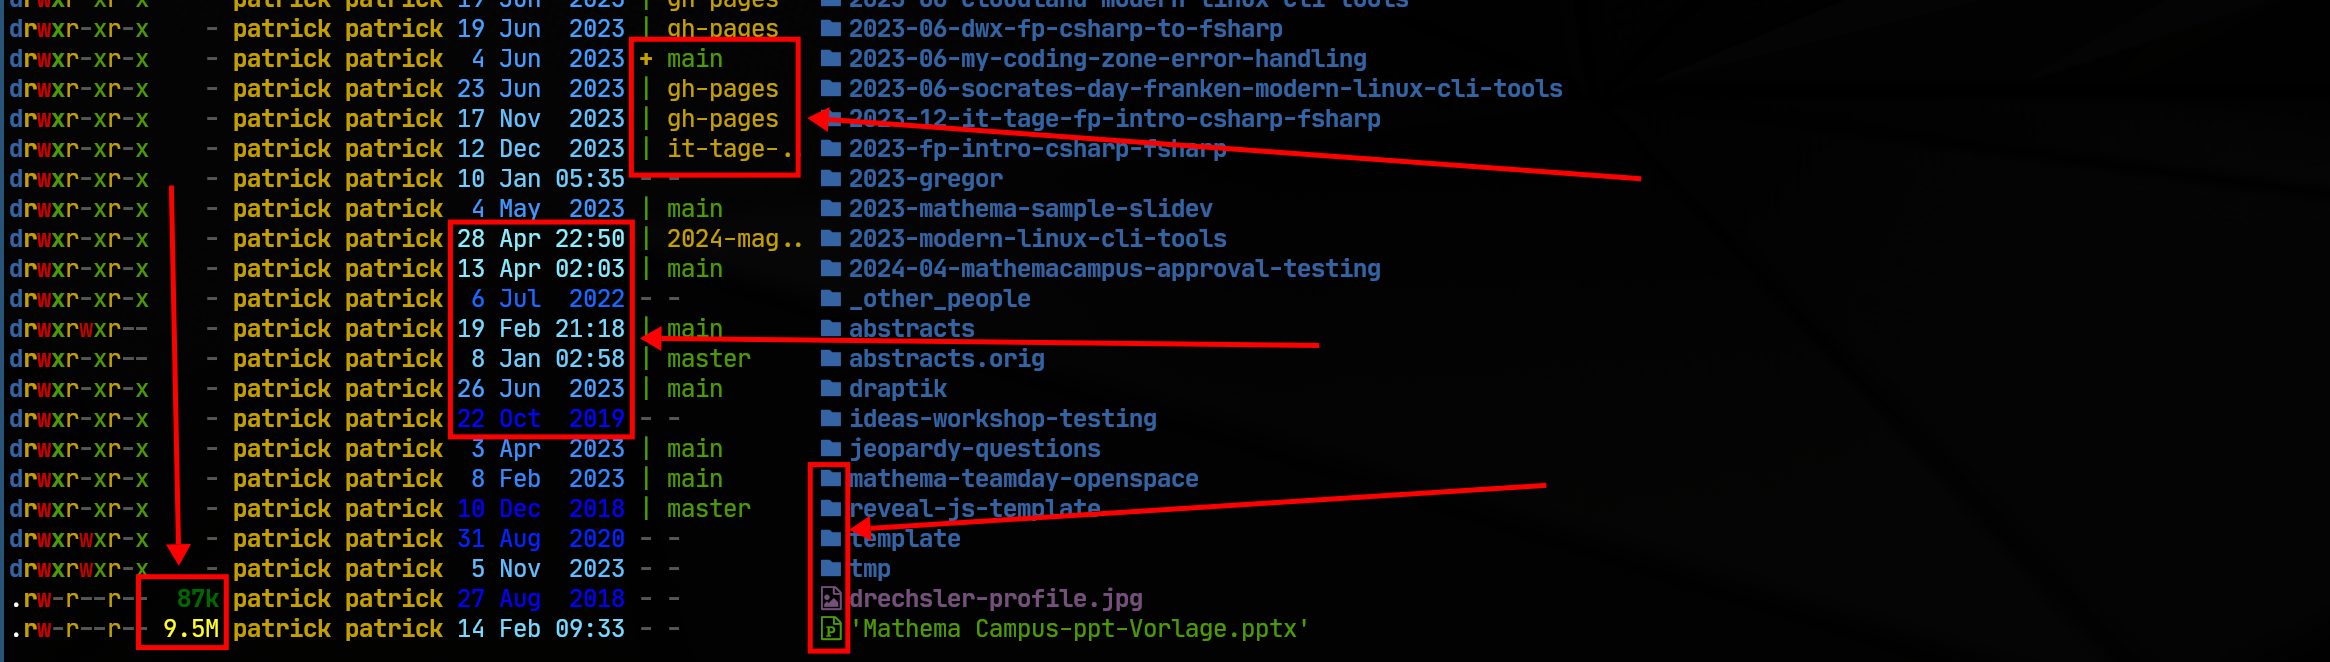 drwxr-xr-x - patrick patrick 19 Jun 2023 | gh-pages 2023-06-cloudland-modern-linux-cli-tools
drwxr-xr-x - patrick patrick 19 Jun 2023 | gh-pages 2023-06-dwx-fp-csharp-to-fsharp
drwxr-xr-x - patrick patrick 4 Jun 2023 + main 2023-06-my-coding-zone-error-handling
drwxr-xr-x - patrick patrick 23 Jun 2023 | gh-pages 2023-06-socrates-day-franken-modern-linux-cli-tools
drwxr-xr-x - patrick patrick 17 Nov 2023 | gh-pages 2023-12-it-tage-fp-intro-csharp-fsharp
drwxr-xr-x - patrick patrick 12 Dec 2023 | it-tage-.. 2023-fp-intro-csharp-fsharp
drwxr-xr-x - patrick patrick 10 Jan 05:35 - - 2023-gregor
drwxr-xr-x - patrick patrick 4 May 2023 | main 2023-mathema-sample-slidev
drwxr-xr-x - patrick patrick 28 Apr 22:50 | 2024-mag.. 2023-modern-linux-cli-tools
drwxr-xr-x - patrick patrick 13 Apr 02:03 | main 2024-04-mathemacampus-approval-testing
drwxr-xr-x - patrick patrick 6 Jul 2022 - - _other_people
drwxrwxr-- - patrick patrick 19 Feb 21:18 | main abstracts
drwxr-xr-- - patrick patrick 8 Jan 02:58 | master abstracts.orig
drwxr-xr-x - patrick patrick 26 Jun 2023 | main draptik
drwxr-xr-x - patrick patrick 22 Oct 2019 - - ideas-workshop-testing
drwxr-xr-x - patrick patrick 3 Apr 2023 | main jeopardy-questions
drwxr-xr-x - patrick patrick 8 Feb 2023 | main mathema-teamday-openspace
drwxr-xr-x - patrick patrick 10 Dec 2018 | master reveal-js-template
drwxrwxr-x - patrick patrick 31 Aug 2020 - - template
drwxrwxr-x - patrick patrick 5 Nov 2023 - - tmp
.rw-r--r-- 87k patrick patrick 27 Aug 2018 - - drechsler-profile.jpg
.rw-r--r-- 9.5M patrick patrick 14 Feb 09:33 - - 'Mathema Campus-ppt-Vorlage.pptx'